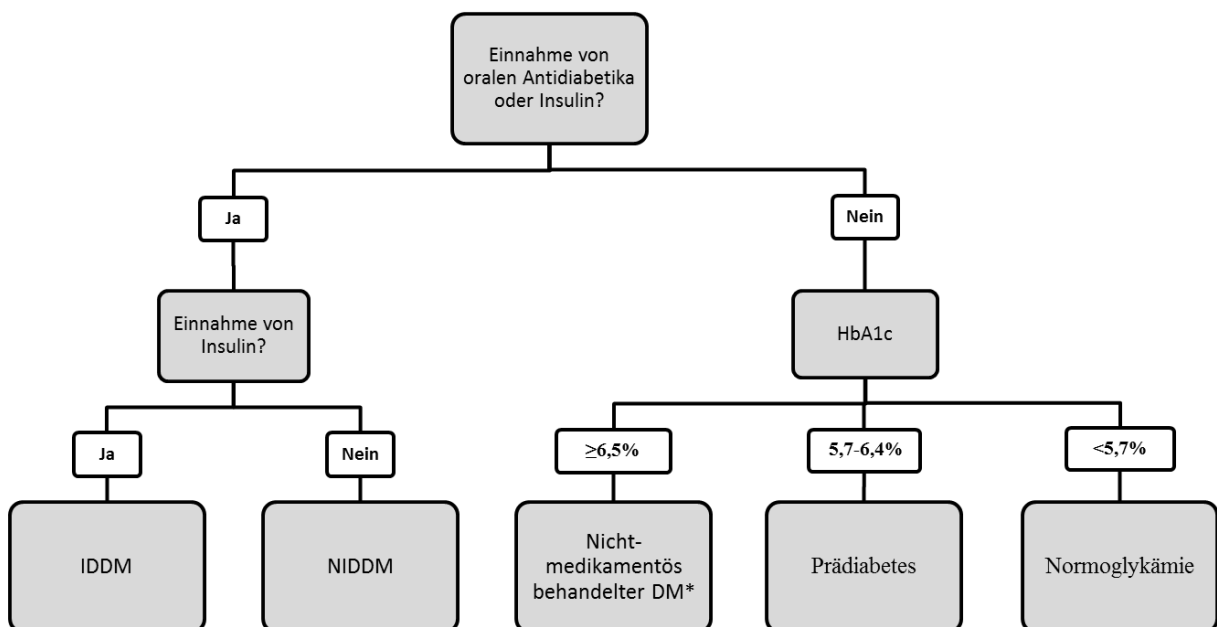 Einnahme von
oralen Antidiabetika
oder Insulin?
Ja
Nein
Einnahme von
Insulin?
HbA1c
Ja
Nein
≥6,5%
5,7-6,4%
<5,7%
IDDM
NIDDM
Nicht-
medikamentös
behandelter DM*
Prädiabetes
Normoglykämie